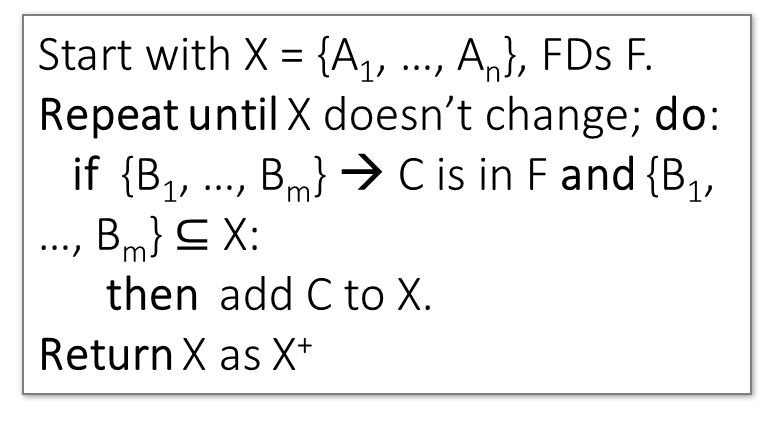 Start with X = {A₁, …, Aₙ}, FDs F.
Repeat until X doesn’t change; do:
if {B₁, …, Bₘ} → C is in F and {B₁,
…, Bₘ} ⊆ X:
then add C to X.
Return X as X⁺